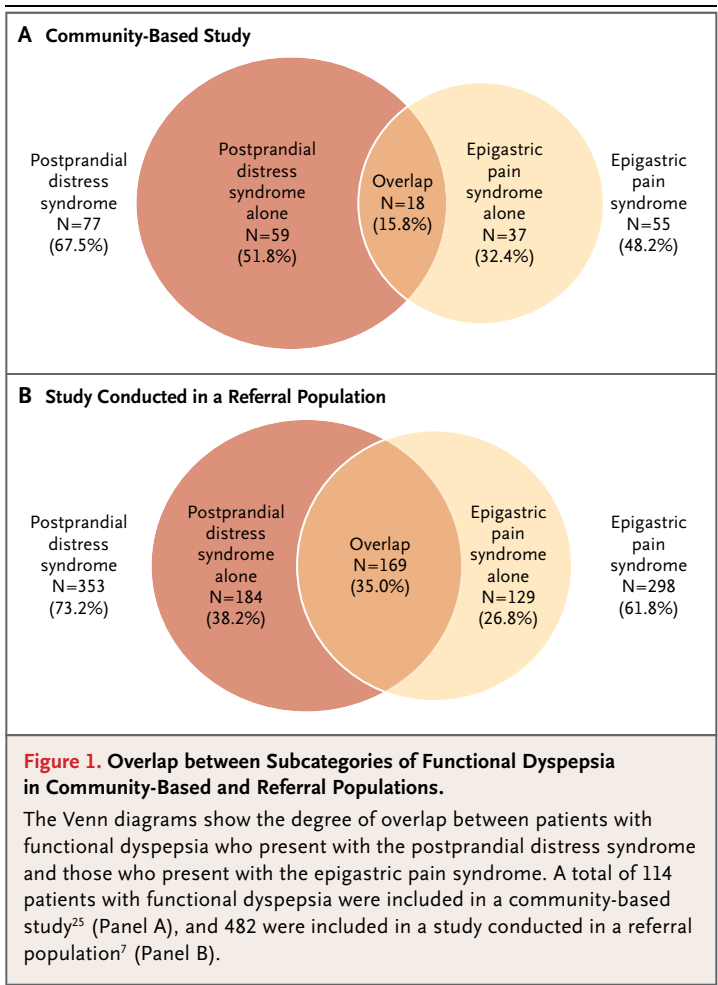 A Community-Based Study
Postprandial
distress
syndrome
N=77
(67.5%)
Postprandial
distress
syndrome
alone
N=59
(51.8%)
Overlap
N=18
(15.8%)
Epigastric
pain
syndrome
alone
N=37
(32.4%)
Epigastric
pain
syndrome
N=55
(48.2%)
B Study Conducted in a Referral Population
Postprandial
distress
syndrome
N=353
(73.2%)
Postprandial
distress
syndrome
alone
N=184
(38.2%)
Overlap
N=169
(35.0%)
Epigastric
pain
syndrome
alone
N=129
(26.8%)
Epigastric
pain
syndrome
N=298
(61.8%)
Figure 1. Overlap between Subcategories of Functional Dyspepsia
in Community-Based and Referral Populations.
The Venn diagrams show the degree of overlap between patients with
functional dyspepsia who present with the postprandial distress syndrome
and those who present with the epigastric pain syndrome. A total of 114
patients with functional dyspepsia were included in a community-based
study²⁵ (Panel A), and 482 were included in a study conducted in a referral
population⁷ (Panel B).